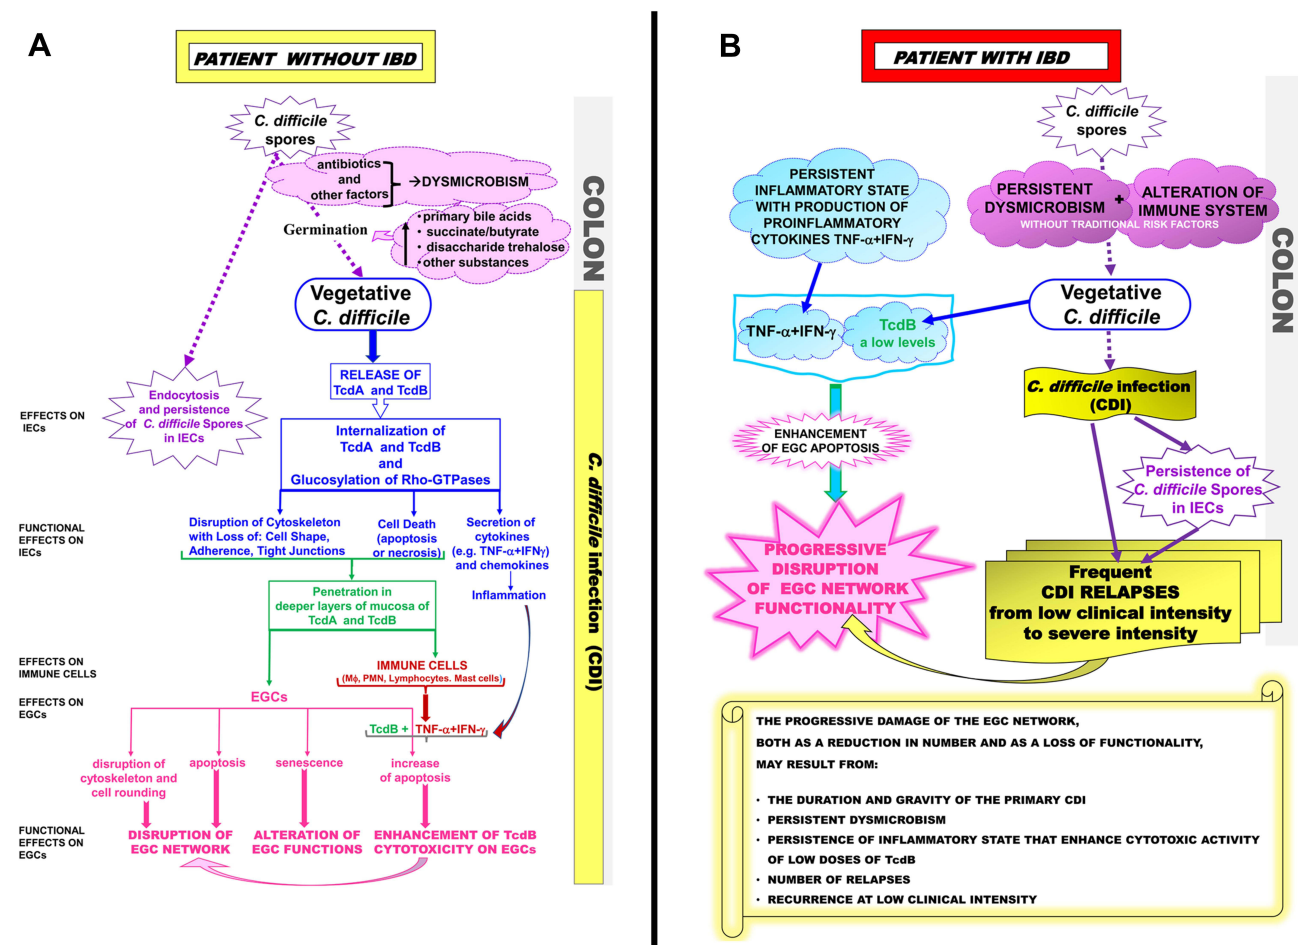 A
PATIENT  WITHOUT IBD
C. difficile
spores
antibiotics
and
other factors
→DYSMICROBISM
Germination
• primary bile acids
• succinate/butyrate
• disaccharide trehalose
• other substances
COLON
Vegetative
C. difficile
RELEASE OF
TcdA  and TcdB
EFFECTS ON
IECs
Endocytosis
and persistence
of  C. difficile Spores
in IECs
Internalization of
TcdA  and TcdB
and
Glucosylation of Rho-GTPases
FUNCTIONAL
EFFECTS ON
IECs
Disruption of Cytoskeleton
with Loss of: Cell Shape,
Adherence, Tight Junctions
Cell Death
(apoptosis
or necrosis)
Secretion of
cytokines
(e.g. TNF-α+IFNγ)
and chemokines
Inflammation
Penetration in
deeper layers of mucosa of
TcdA  and TcdB
C. difficile infection  (CDI)
EFFECTS ON
IMMUNE CELLS
IMMUNE CELLS
(Mϕ, PMN, Lymphocytes. Mast cells)
EFFECTS ON
EGCs
EGCs
TcdB +  TNF-α+IFN-γ
disruption of
cytoskeleton and
cell rounding
apoptosis
senescence
increase
of apoptosis
FUNCTIONAL
EFFECTS ON
EGCs
DISRUPTION OF
EGC NETWORK
ALTERATION OF
EGC FUNCTIONS
ENHANCEMENT OF TcdB
CYTOTOXICITY ON EGCs
B
PATIENT WITH IBD
C. difficile
spores
PERSISTENT
INFLAMMATORY STATE
WITH PRODUCTION OF
PROINFLAMMATORY
CYTOKINES TNF-α+IFN-γ
PERSISTENT
DYSMICROBISM
+
ALTERATION OF
IMMUNE SYSTEM
WITHOUT TRADITIONAL RISK FACTORS
COLON
Vegetative
C. difficile
TNF-α+IFN-γ
TcdB
a low levels
C. difficile infection
(CDI)
ENHANCEMENT
OF EGC APOPTOSIS
Persistence of
C. difficile Spores
in IECs
PROGRESSIVE
DISRUPTION
OF  EGC NETWORK
FUNCTIONALITY
Frequent
CDI RELAPSES
from low clinical intensity
to severe intensity
THE PROGRESSIVE DAMAGE OF THE EGC NETWORK,
BOTH AS A REDUCTION IN NUMBER AND AS A LOSS OF FUNCTIONALITY,
MAY RESULT FROM:
• THE DURATION AND GRAVITY OF THE PRIMARY CDI
• PERSISTENT DYSMICROBISM
• PERSISTENCE OF INFLAMMATORY STATE THAT ENHANCE CYTOTOXIC ACTIVITY
OF LOW DOSES OF TcdB
• NUMBER OF RELAPSES
• RECURRENCE AT LOW CLINICAL INTENSITY